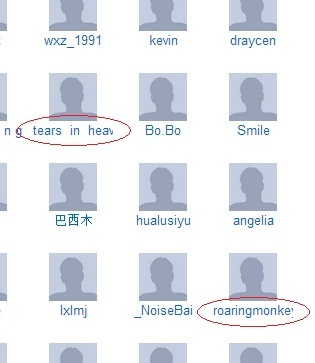 wxz_1991 kevin draycen
n g tears in heav Bo.Bo Smile
巴西木 hualusiyu angelia
lxlmj _NoiseBai roaringmonkey